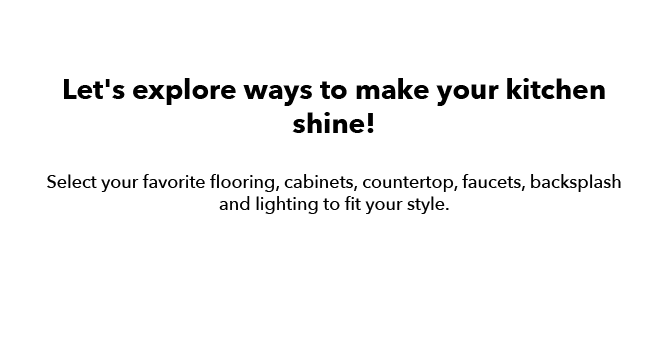 Let's explore ways to make your kitchen
shine!
Select your favorite flooring, cabinets, countertop, faucets, backsplash
and lighting to fit your style.